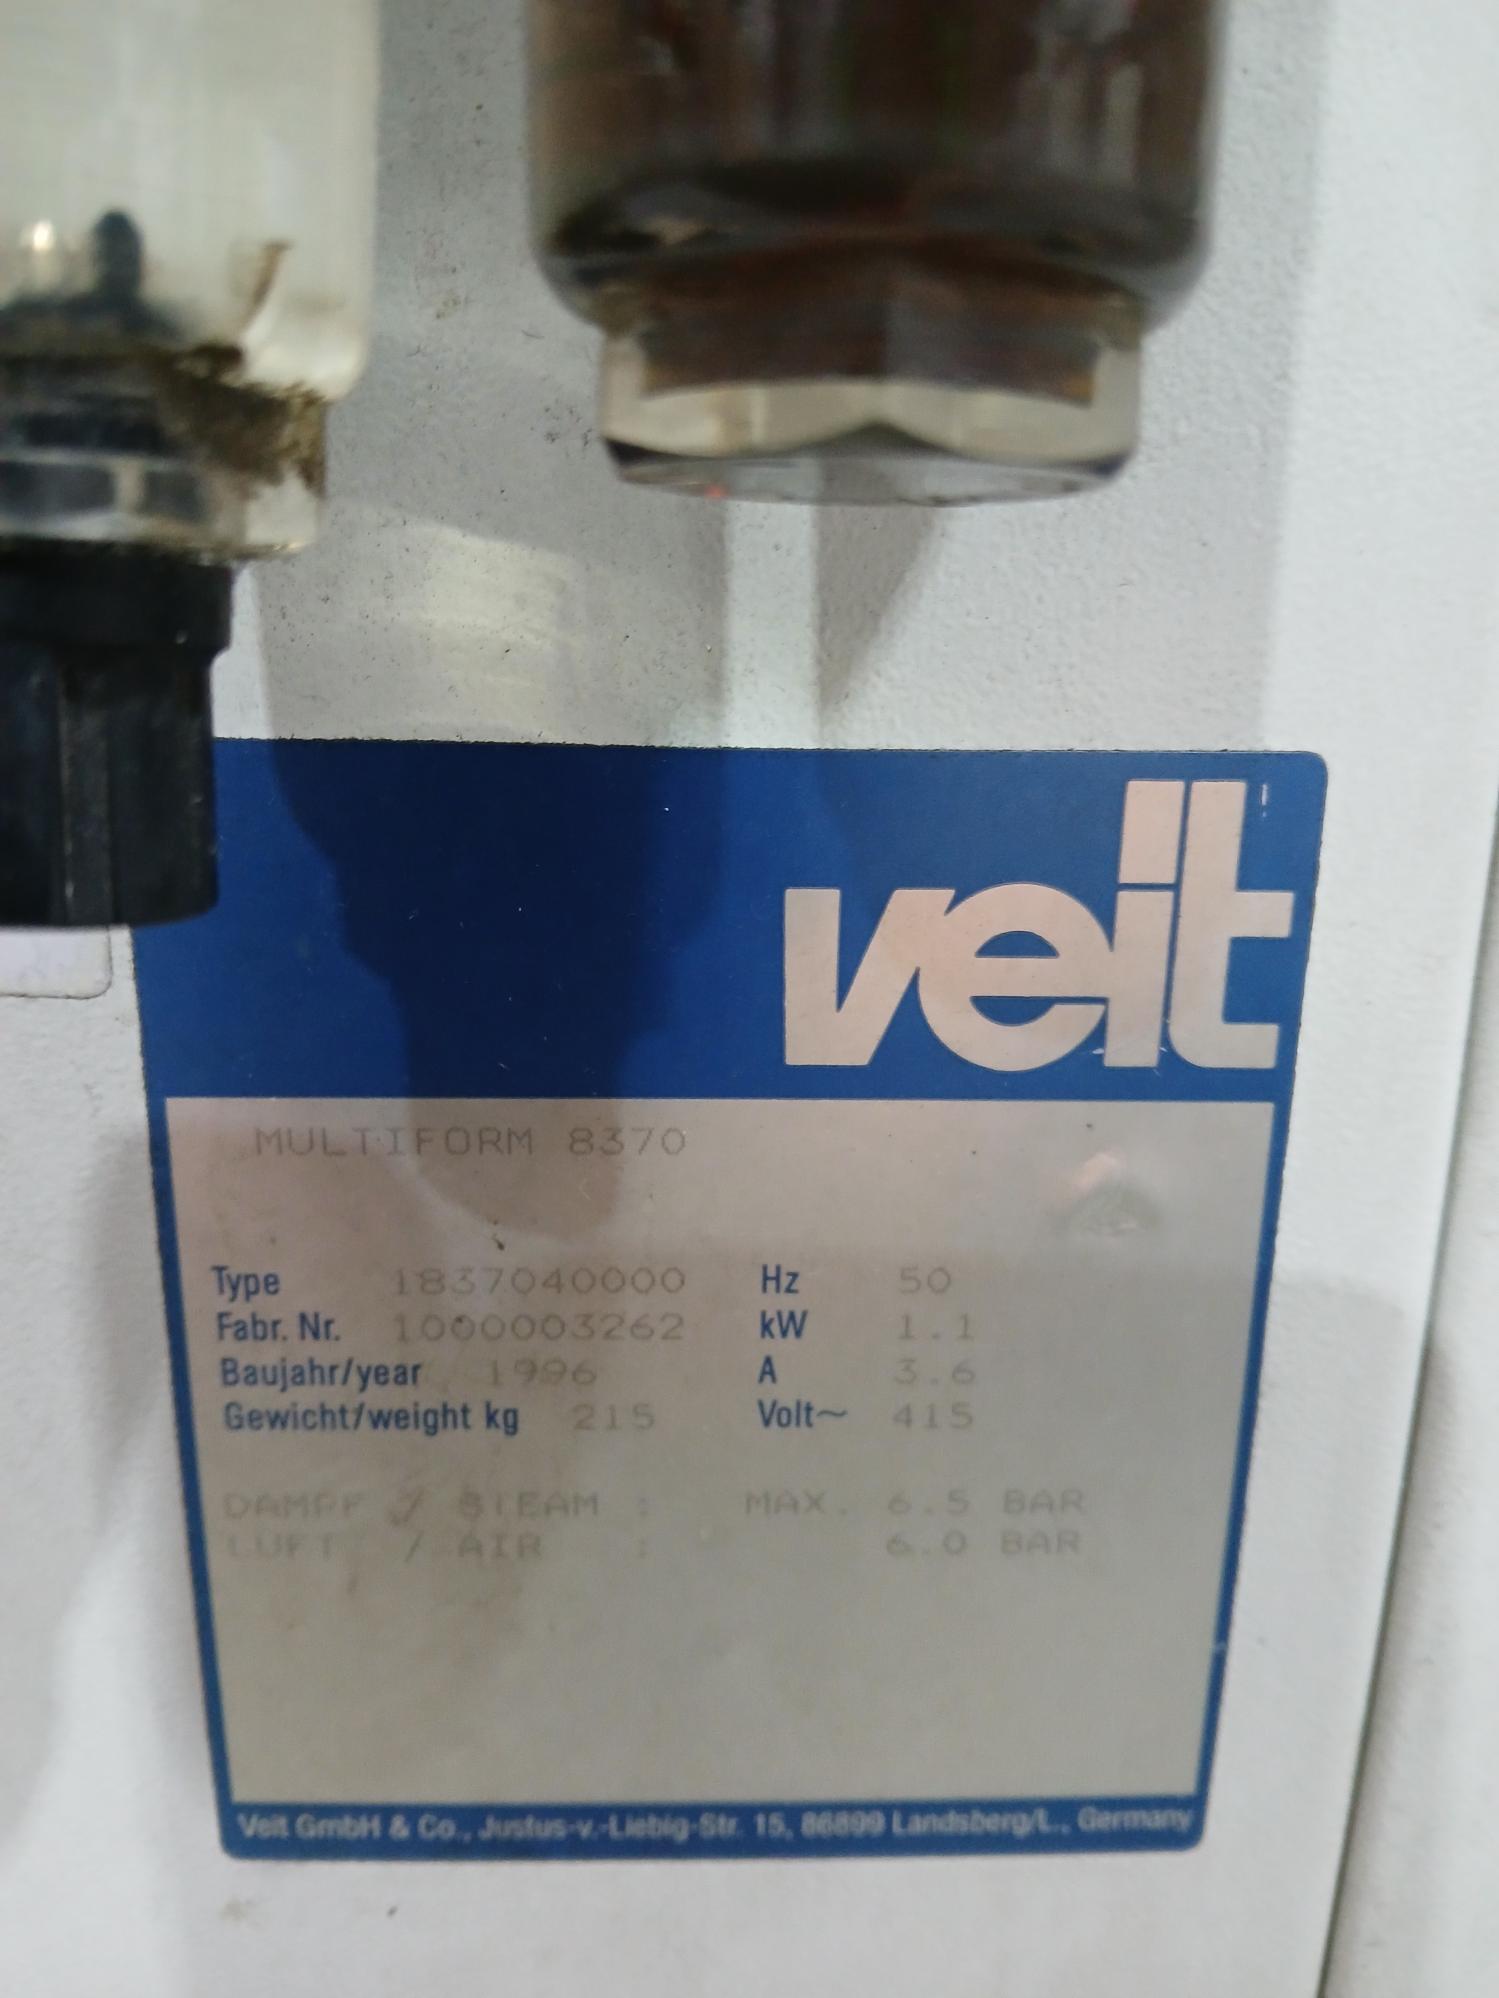 veit
MULTIFORM 8370
Type 1837040000 Hz 50
Fabr. Nr. 1000003262 kW 1.1
Baujahr/year 1996 A 3.6
Gewicht/weight kg 215 Volt~ 415
DAMPF / STEAM : MAX. 6.5 BAR
LUFT / AIR : 6.0 BAR
Veit GmbH & Co., Justus-v.-Liebig-Str. 15, 86899 Landsberg/L., Germany